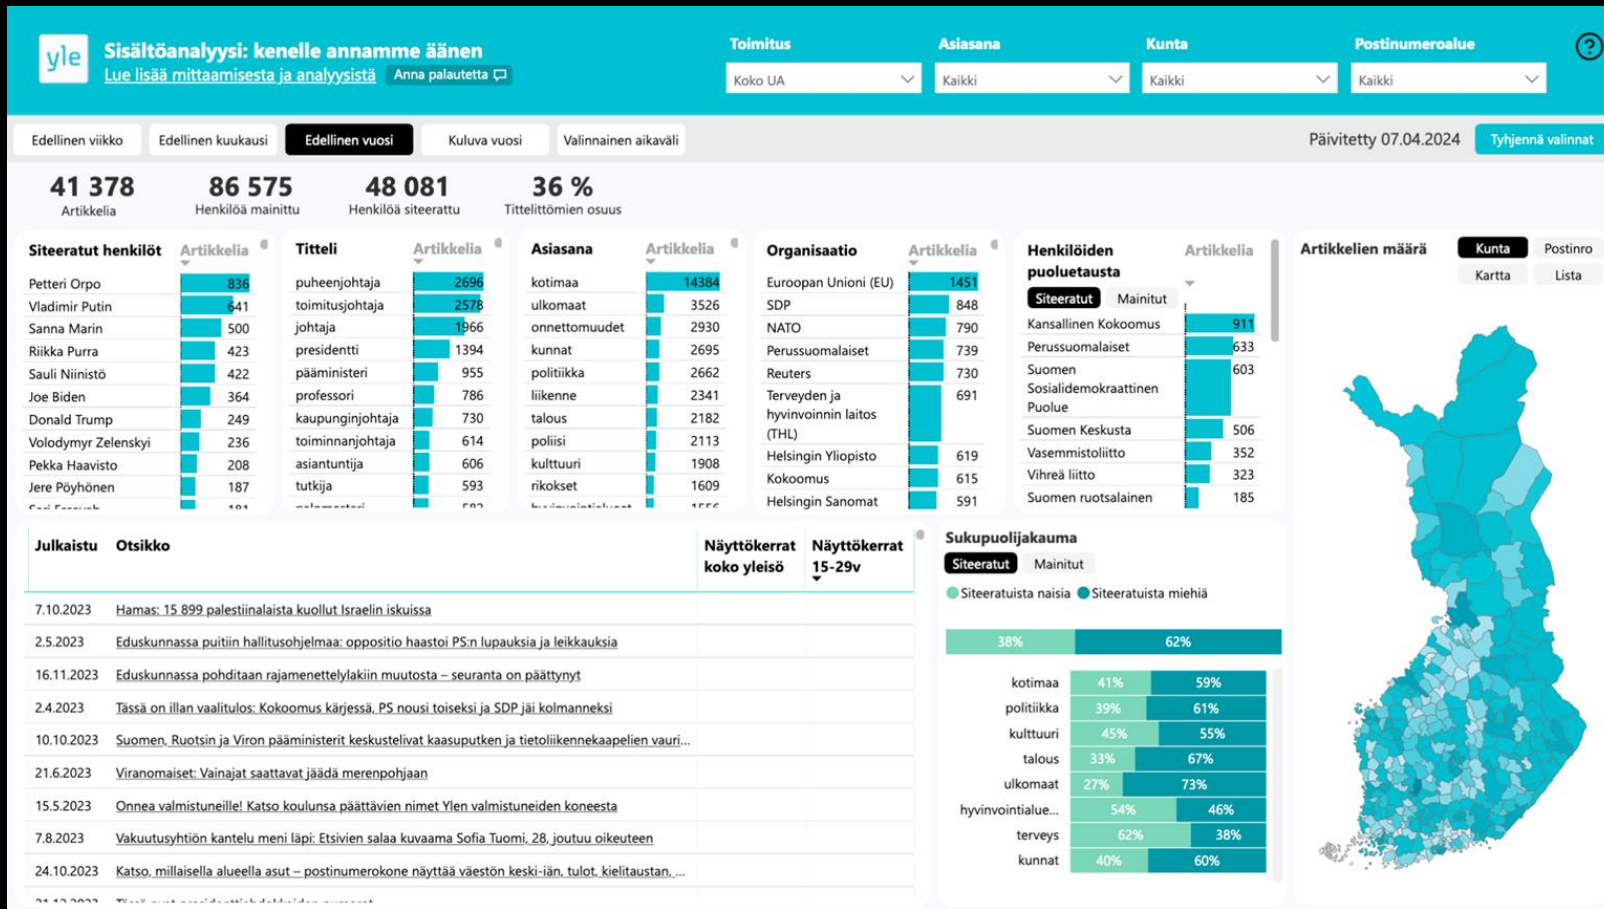 yle
Sisältöanalyysi: kenelle annamme äänen
Lue lisää mittaamisesta ja analyysistä Anna palautetta
Toimitus Asiasana Kunta Postinumeroalue
Koko UA Kaikki Kaikki Kaikki
?
Edellinen viikko Edellinen kuukausi Edellinen vuosi Kuluva vuosi Valinnainen aikaväli
Päivitetty 07.04.2024 Tyhjennä valinnat
41 378 86 575 48 081 36 %
Artikkelia Henkilöä mainittu Henkilöä siteerattu Tittelittömien osuus
Siteeratut henkilöt Artikkelia
Petteri Orpo 836
Vladimir Putin 641
Sanna Marin 500
Riikka Purra 423
Sauli Niinistö 422
Joe Biden 364
Donald Trump 249
Volodymyr Zelenskyi 236
Pekka Haavisto 208
Jere Pöyhönen 187
Titteli Artikkelia
puheenjohtaja 2696
toimitusjohtaja 2578
johtaja 1966
presidentti 1394
pääministeri 955
professori 786
kaupunginjohtaja 730
toiminnanjohtaja 614
asiantuntija 606
tutkija 593
Asiasana Artikkelia
kotimaa 14384
ulkomaat 3526
onnettomuudet 2930
kunnat 2695
politiikka 2662
liikenne 2341
talous 2182
poliisi 2113
kulttuuri 1908
rikokset 1609
Organisaatio Artikkelia
Euroopan Unioni (EU) 1451
SDP 848
NATO 790
Perussuomalaiset 739
Reuters 730
Terveyden ja 691
hyvinvoinnin laitos
(THL)
Helsingin Yliopisto 619
Kokoomus 615
Helsingin Sanomat 591
Henkilöiden Artikkelia
puoluetausta
Siteeratut Mainitut
Kansallinen Kokoomus 911
Perussuomalaiset 633
Suomen 603
Sosialidemokraattinen
Puolue
Suomen Keskusta 506
Vasemmistoliitto 352
Vihreä liitto 323
Suomen ruotsalainen 185
Artikkelien määrä Kunta Postinro
Kartta Lista
Julkaistu Otsikko Näyttökerrat Näyttökerrat
koko yleisö 15-29v
7.10.2023 Hamas: 15 899 palestiinalaista kuollut Israelin iskuissa
2.5.2023 Eduskunnassa puitiin hallitusohjelmaa: oppositio haastoi PS:n lupauksia ja leikkauksia
16.11.2023 Eduskunnassa pohditaan rajamenettelylakiin muutosta – seuranta on päättynyt
2.4.2023 Tässä on illan vaalitulos: Kokoomus kärjessä, PS nousi toiseksi ja SDP jäi kolmanneksi
10.10.2023 Suomen, Ruotsin ja Viron pääministerit keskustelivat kaasuputken ja tietoliikennekaapelien vauri...
21.6.2023 Viranomaiset: Vainajat saattavat jäädä merenpohjaan
15.5.2023 Onnea valmistuneille! Katso koulunsa päättävien nimet Ylen valmistuneiden koneesta
7.8.2023 Vakuutusyhtiön kantelu meni läpi: Etsivien salaa kuvaama Sofia Tuomi, 28, joutuu oikeuteen
24.10.2023 Katso, millaisella alueella asut – postinumerokone näyttää väestön keski-iän, tulot, kielitaustan, ...
Sukupuolijakauma
Siteeratut Mainitut
Siteeratuista naisia Siteeratuista miehiä
38% 62%
kotimaa 41% 59%
politiikka 39% 61%
kulttuuri 45% 55%
talous 33% 67%
ulkomaat 27% 73%
hyvinvointialue... 54% 46%
terveys 62% 38%
kunnat 40% 60%